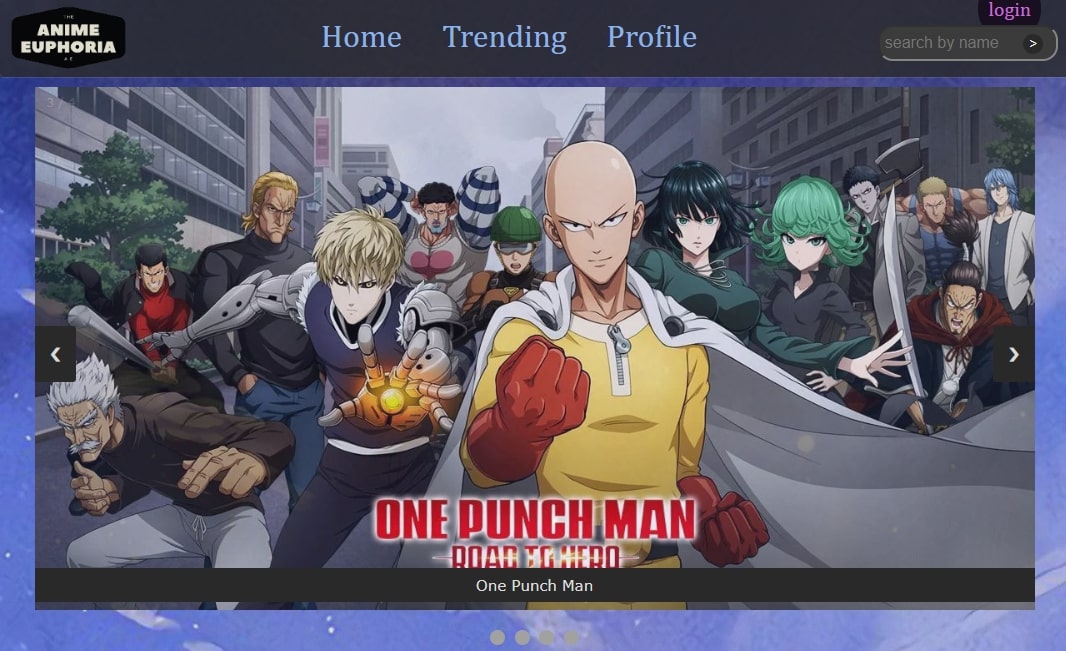 THE
ANIME
EUPHORIA
A·E
Home
Trending
Profile
login
search by name
>
3 / 4
❮
❯
ONE PUNCH MAN
ROAD TO HERO
One Punch Man